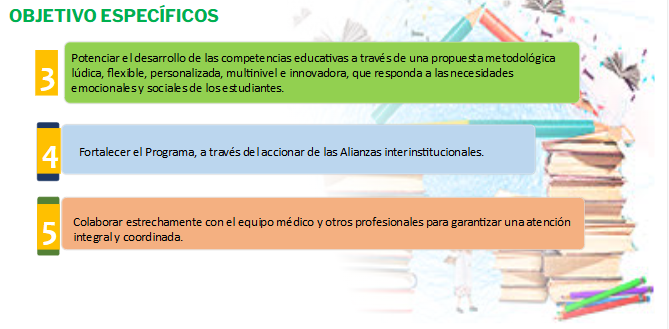 OBJETIVO ESPECÍFICOS
3
Potenciar el desarrollo de las competencias educativas a través de una propuesta metodológica
lúdica, flexible, personalizada, multinivel e innovadora, que responda a las necesidades
emocionales y sociales de los estudiantes.
4
Fortalecer el Programa, a través del accionar de las Alianzas interinstitucionales.
5
Colaborar estrechamente con el equipo médico y otros profesionales para garantizar una atención
integral y coordinada.